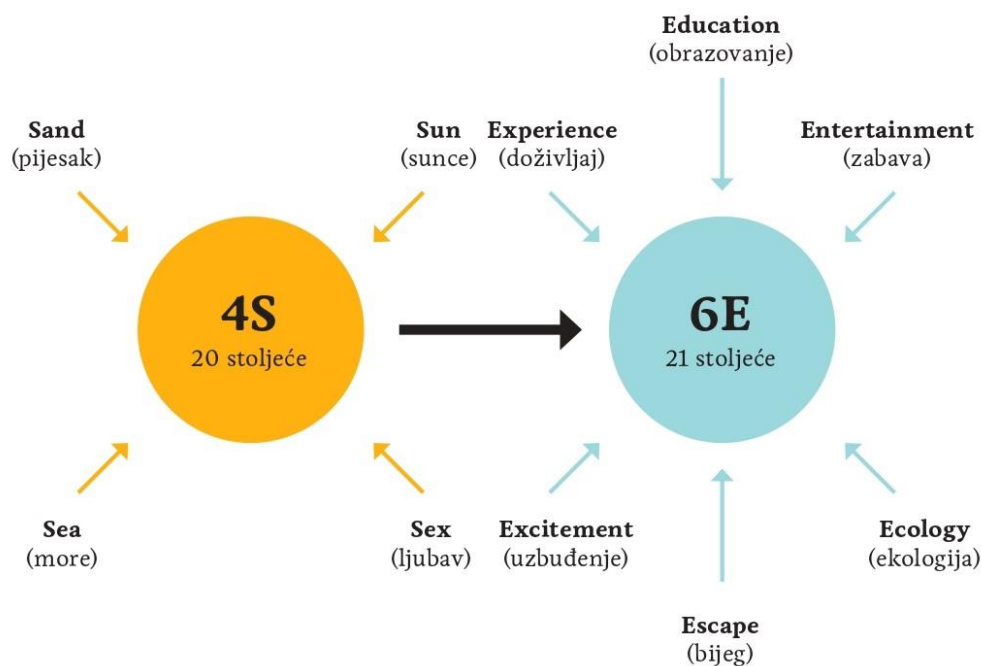 Education
(obrazovanje)
Sand
(pijesak)
Sun
(sunce)
Experience
(doživljaj)
Entertainment
(zabava)
4S
20 stoljeće
6E
21 stoljeće
Sea
(more)
Sex
(ljubav)
Excitement
(uzbuđenje)
Ecology
(ekologija)
Escape
(bijeg)